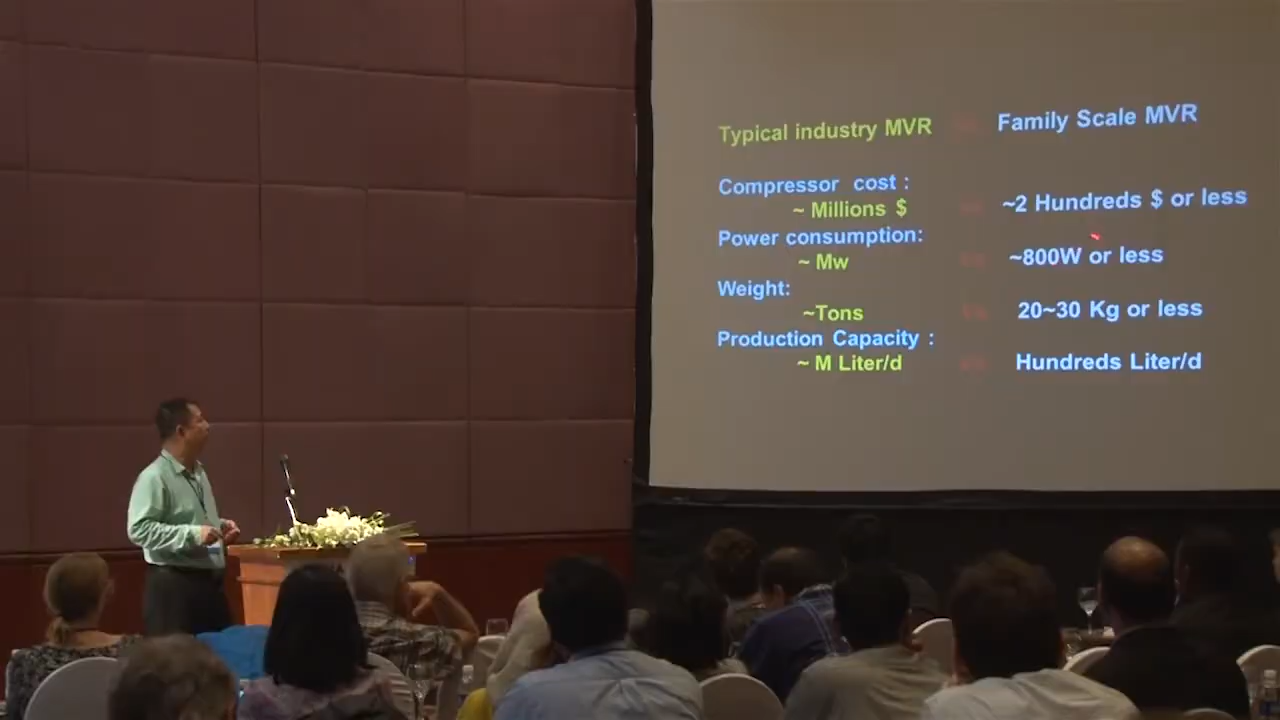 Typical industry MVR Family Scale MVR
Compressor cost :
~ Millions $ ~2 Hundreds $ or less
Power consumption:
~ Mw ~800W or less
Weight:
~Tons 20~30 Kg or less
Production Capacity :
~ M Liter/d Hundreds Liter/d